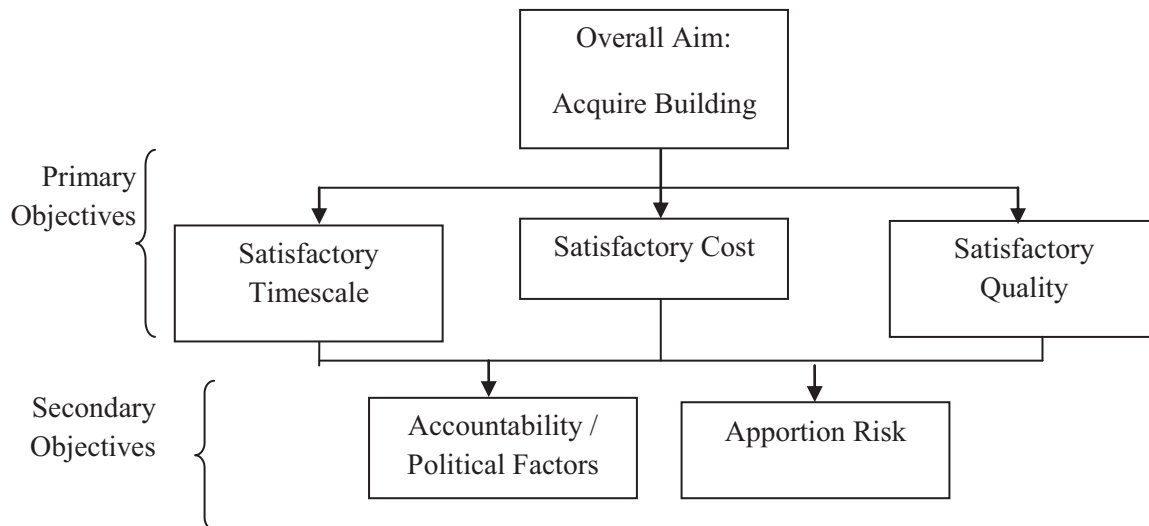 Overall Aim:
Acquire Building
Primary
Objectives
Satisfactory
Timescale
Satisfactory Cost
Satisfactory
Quality
Secondary
Objectives
Accountability /
Political Factors
Apportion Risk